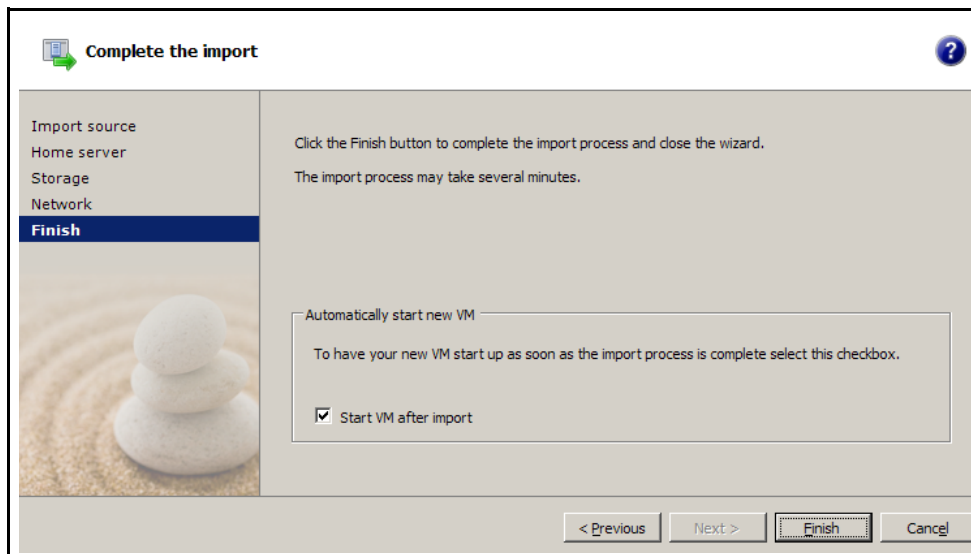 Complete the import
?
Import source
Home server
Storage
Network
Finish
Click the Finish button to complete the import process and close the wizard.
The import process may take several minutes.
Automatically start new VM
To have your new VM start up as soon as the import process is complete select this checkbox.
Start VM after import
< Previous
Next >
Finish
Cancel